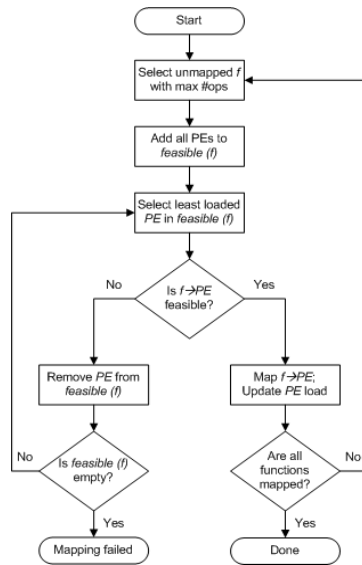 Start
Select unmapped f
with max #ops
Add all PEs to
feasible (f)
Select least loaded
PE in feasible (f)
No
Is f→PE
feasible?
Yes
Remove PE from
feasible (f)
Map f→PE;
Update PE load
No
Is feasible (f)
empty?
Yes
Mapping failed
Are all
functions
mapped?
No
Yes
Done